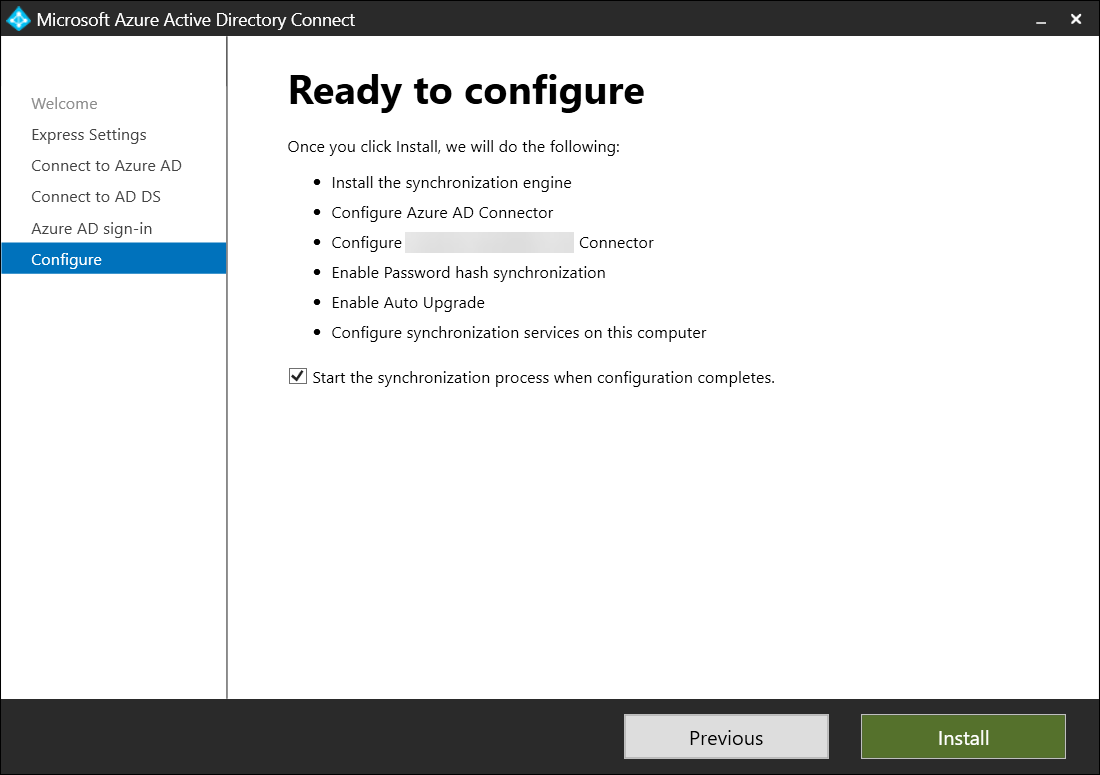 Microsoft Azure Active Directory Connect
Welcome
Express Settings
Connect to Azure AD
Connect to AD DS
Azure AD sign-in
Configure
Ready to configure
Once you click Install, we will do the following:
Install the synchronization engine
Configure Azure AD Connector
Configure Connector
Enable Password hash synchronization
Enable Auto Upgrade
Configure synchronization services on this computer
Start the synchronization process when configuration completes.
Previous
Install